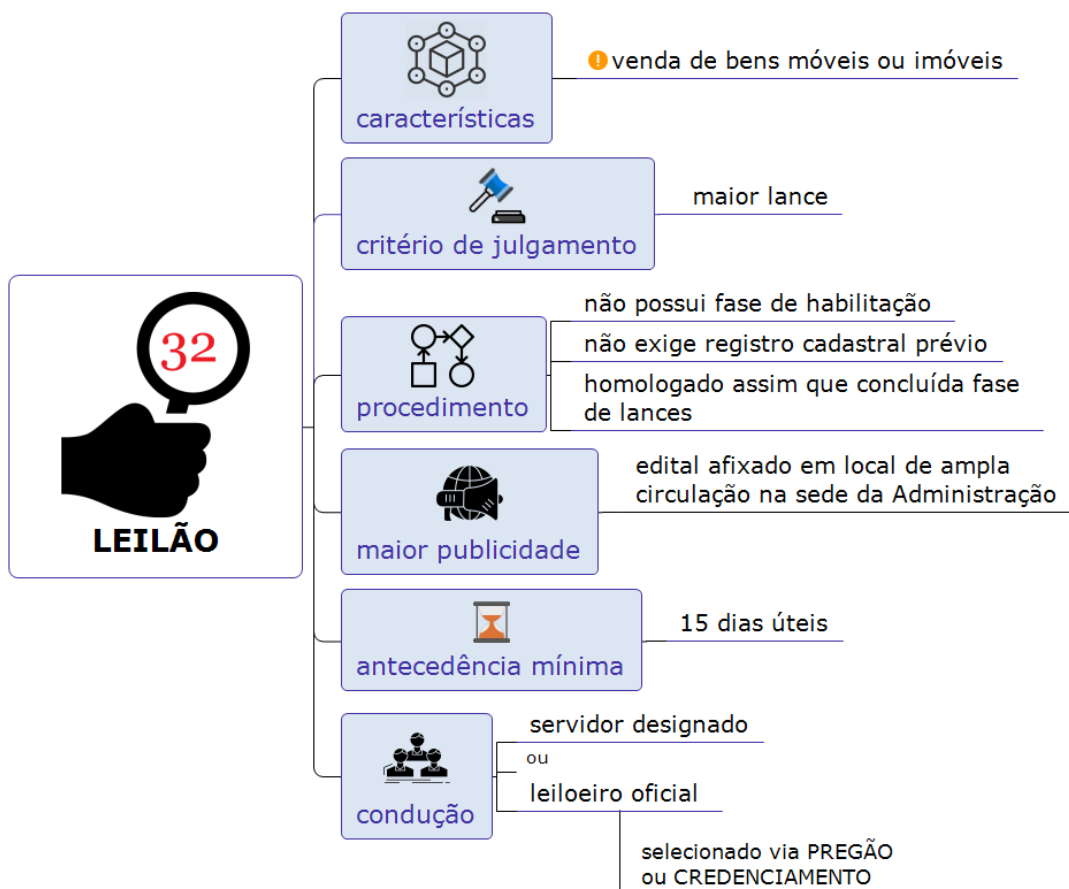 32
LEILÃO
características
! venda de bens móveis ou imóveis
critério de julgamento
maior lance
procedimento
não possui fase de habilitação
não exige registro cadastral prévio
homologado assim que concluída fase
de lances
maior publicidade
edital afixado em local de ampla
circulação na sede da Administração
antecedência mínima
15 dias úteis
condução
servidor designado
ou
leiloeiro oficial
selecionado via PREGÃO
ou CREDENCIAMENTO